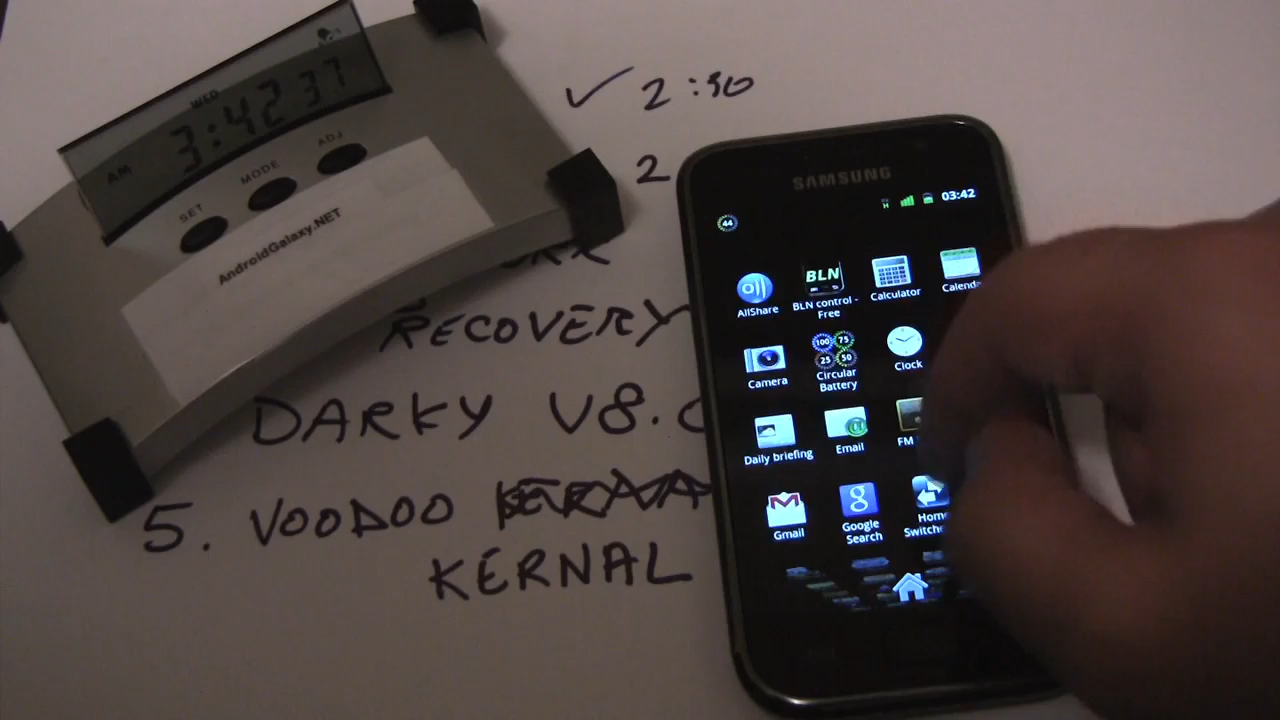 WED
AM 3:42 37
SET MODE ADJ
AndroidGalaxy.NET
✓ 2:30
2
RECOVERY
DARKY V8.
5. VOODOO
KERNAL
SAMSUNG
H 03:42
44
AllShare
BLN
BLN control -
Free
Calculator
Calenda
Camera
100 75
25 50
Circular
Battery
Clock
Daily briefing
Email
FM
Gmail
g
Google
Search
Home
Switche